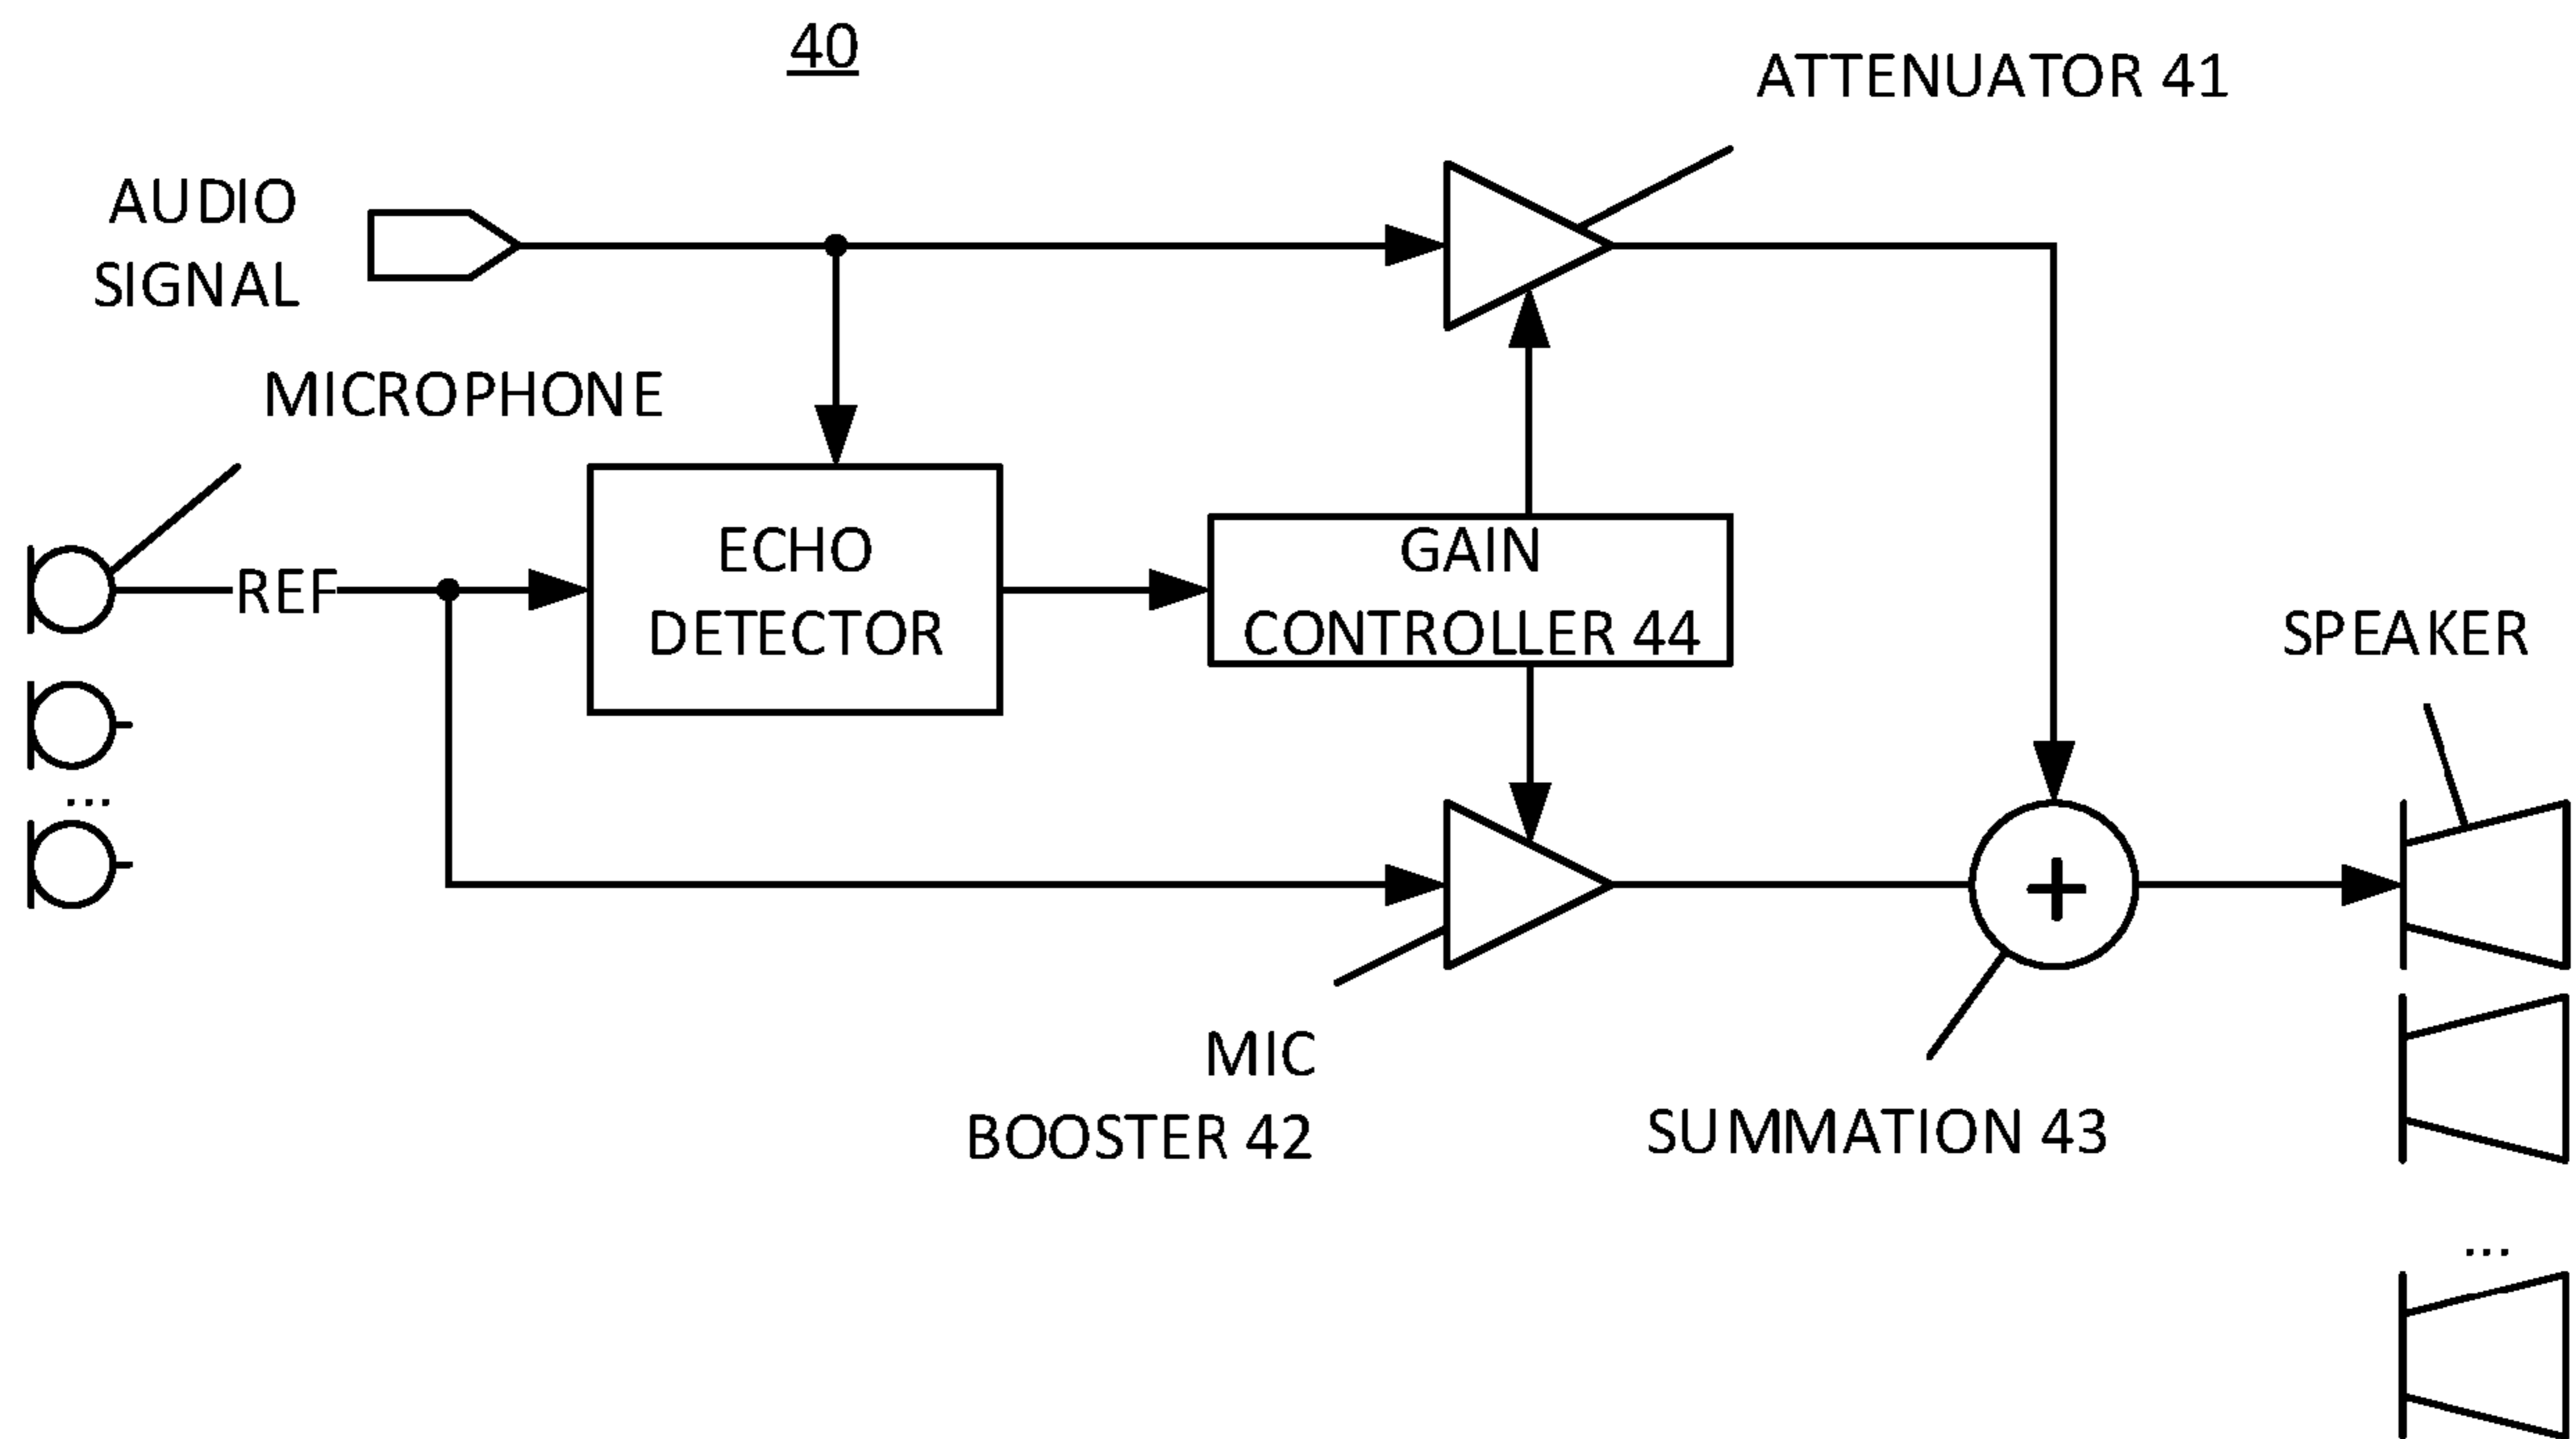 40
ATTENUATOR 41
AUDIO
SIGNAL
MICROPHONE
REF
ECHO
DETECTOR
GAIN
CONTROLLER 44
SPEAKER
...
+
MIC
BOOSTER 42
SUMMATION 43
...